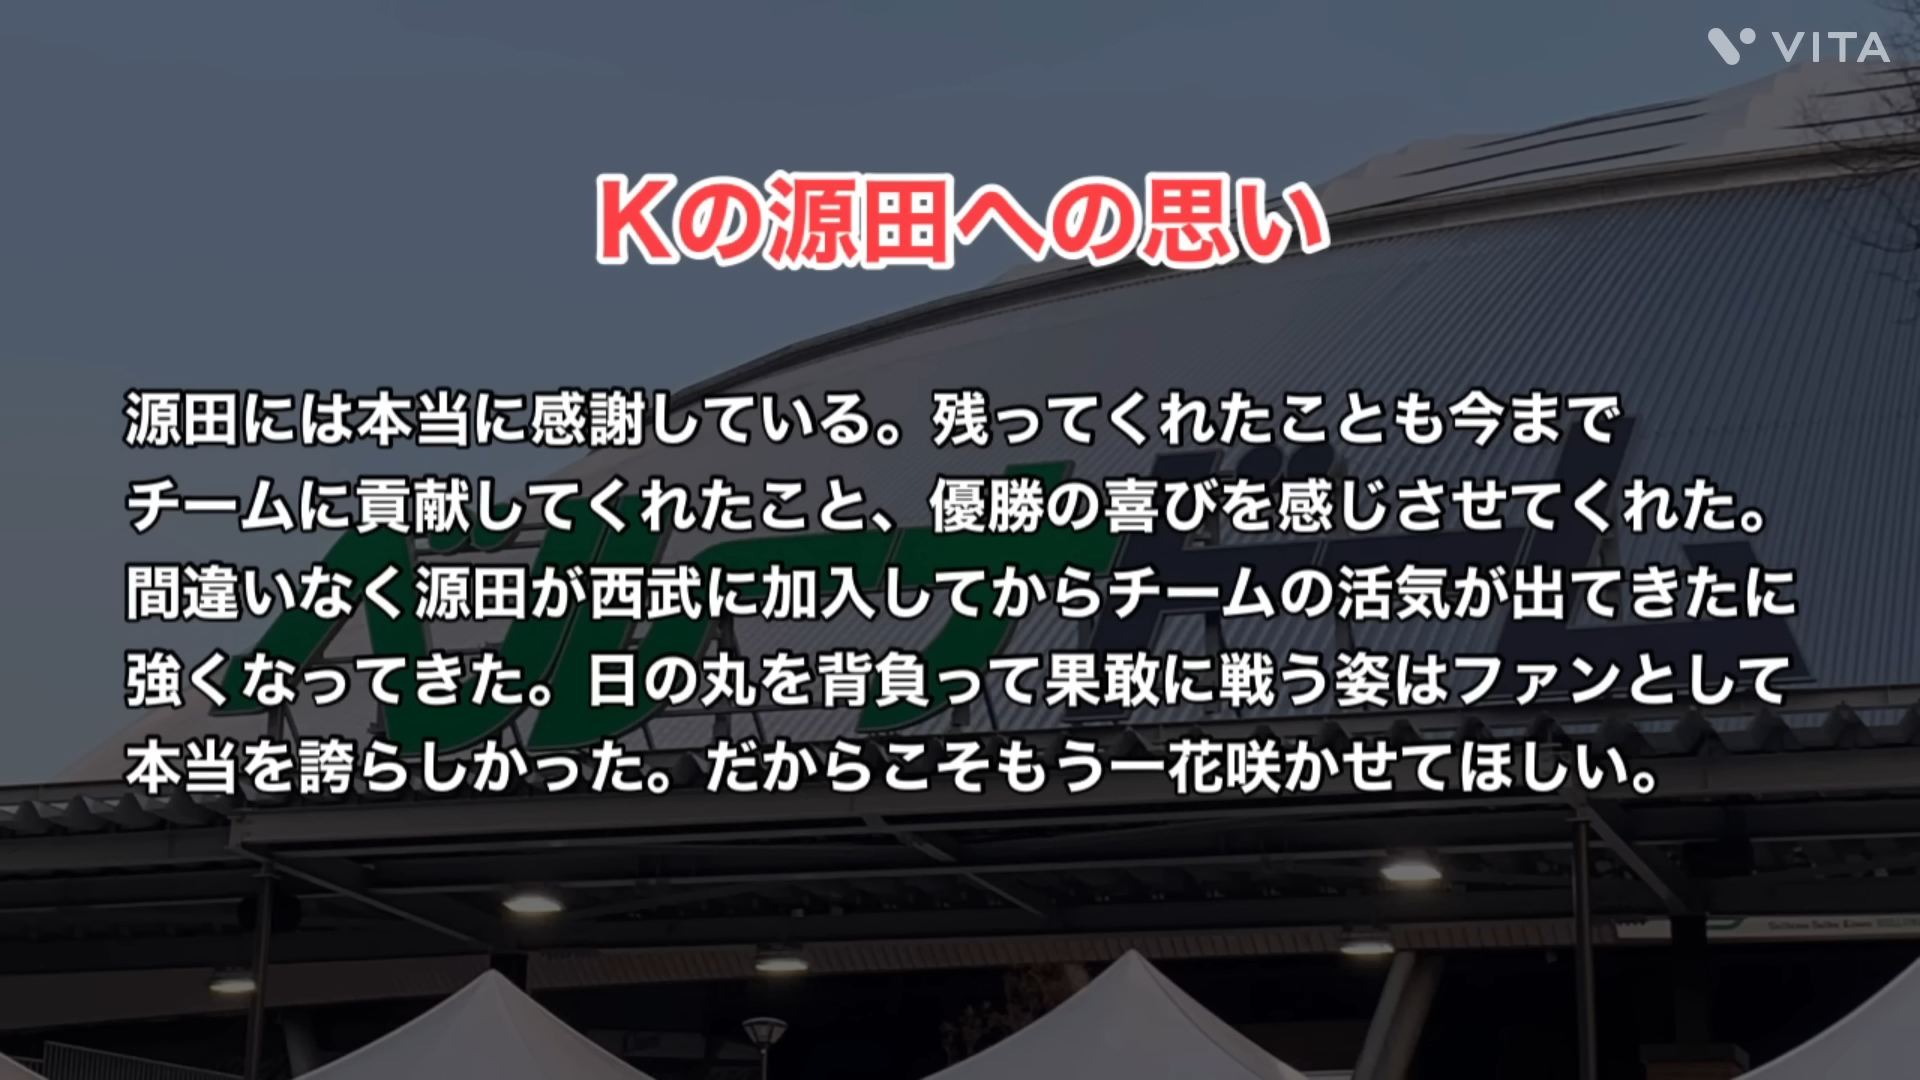 VITA
Kの源田への思い
源田には本当に感謝している。残ってくれたことも今まで
チームに貢献してくれたこと、優勝の喜びを感じさせてくれた。
間違いなく源田が西武に加入してからチームの活気が出てきたに
強くなってきた。日の丸を背負って果敢に戦う姿はファンとして
本当を誇らしかった。だからこそもう一花咲かせてほしい。
ベルーナドーム